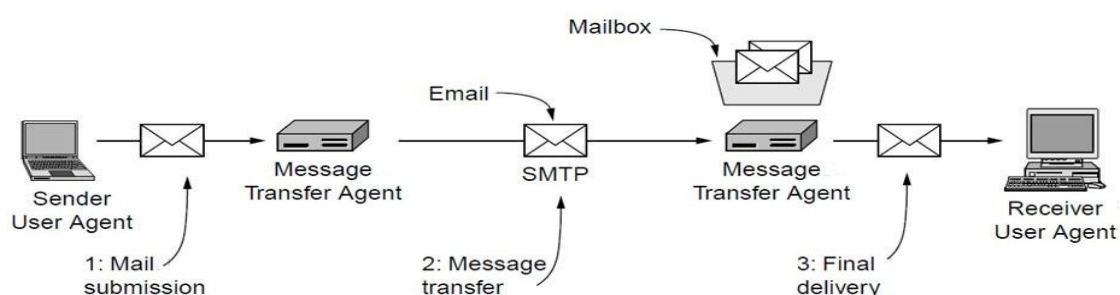 Mailbox
Email
Sender
User Agent
Message
Transfer Agent
SMTP
Message
Transfer Agent
Receiver
User Agent
1: Mail
submission
2: Message
transfer
3: Final
delivery